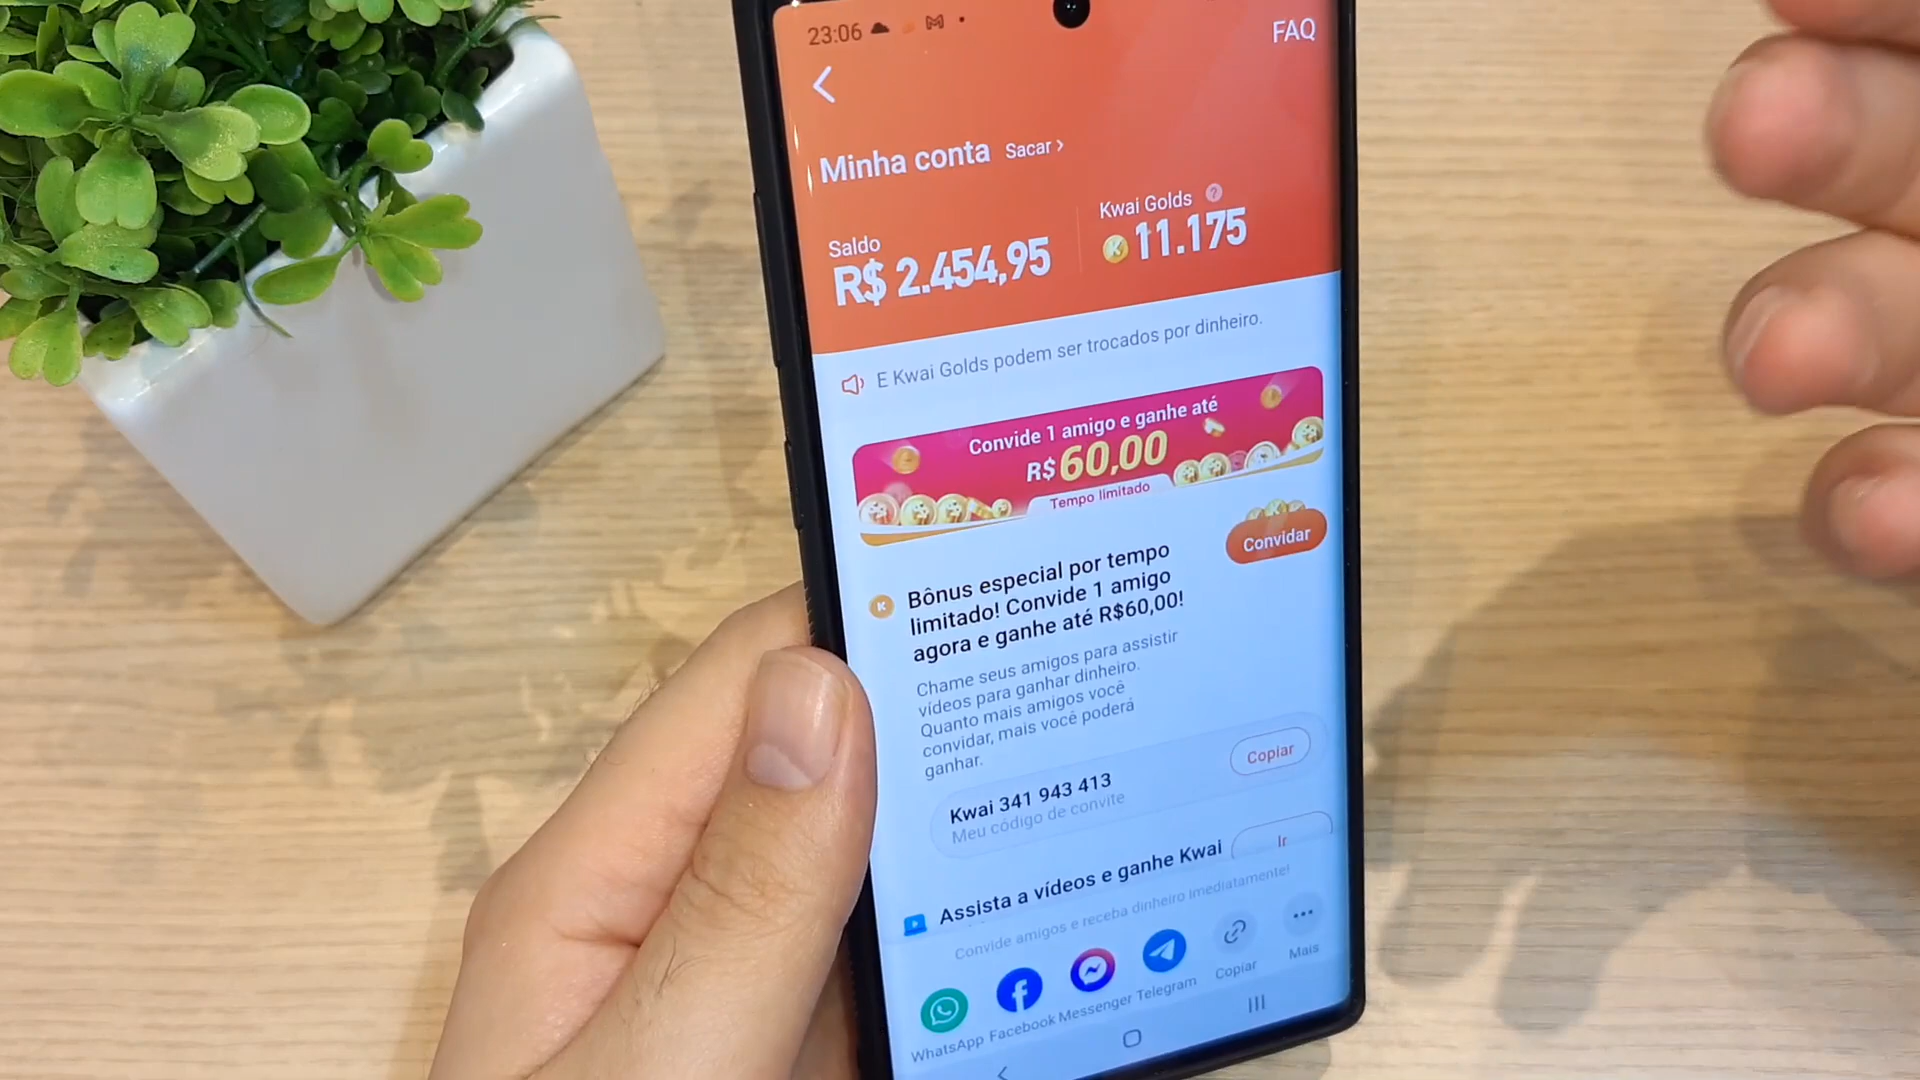 23:06
FAQ
Minha conta Sacar >
Saldo
R$ 2.454,95
Kwai Golds ?
K 11.175
E Kwai Golds podem ser trocados por dinheiro.
Convide 1 amigo e ganhe até
R$60,00
Tempo limitado
Convidar
Bônus especial por tempo
limitado! Convide 1 amigo
agora e ganhe até R$60,00!
Chame seus amigos para assistir
vídeos para ganhar dinheiro.
Quanto mais amigos você
convidar, mais você poderá
ganhar.
Kwai 341 943 413
Copiar
Meu código de convite
Assista a vídeos e ganhe Kwai
Ir
Convide amigos e receba dinheiro imediatamente!
WhatsApp Facebook Messenger Telegram Copiar Mais